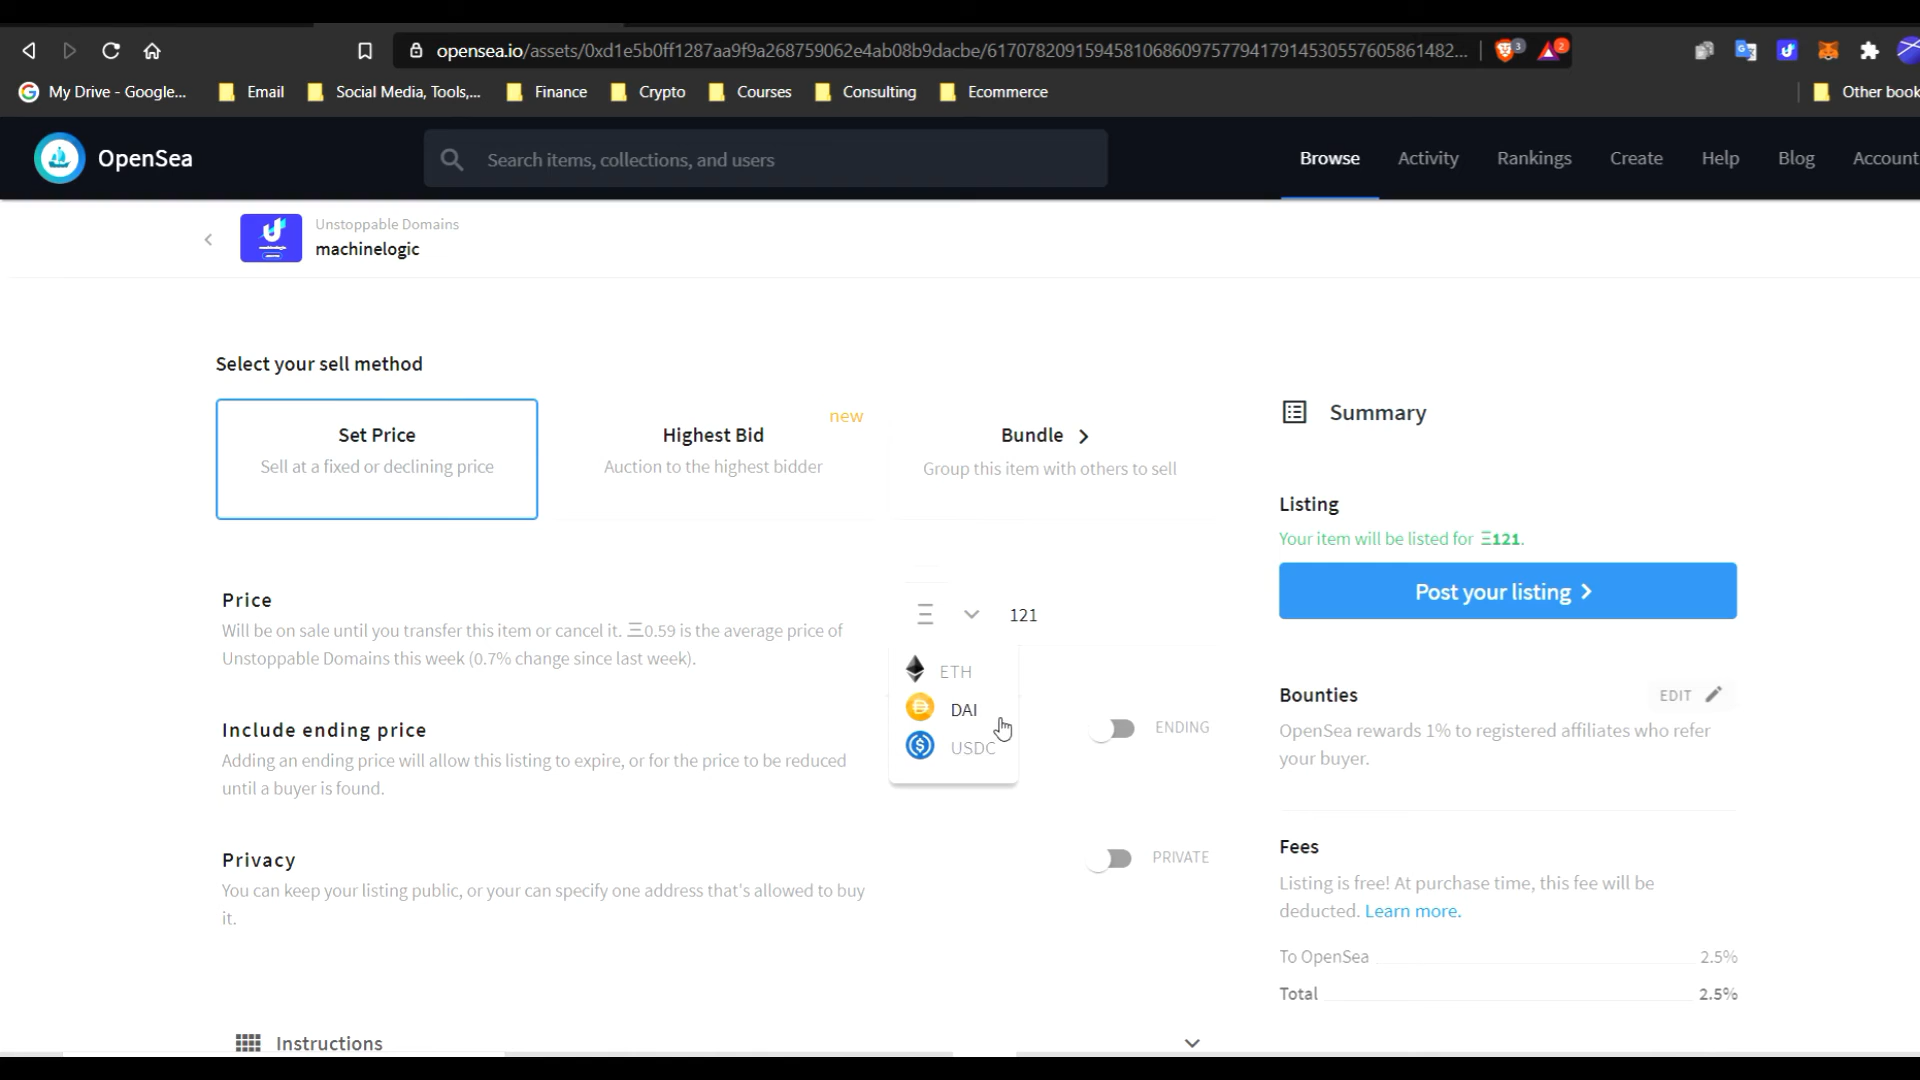 opensea.io/assets/0xd1e5b0ff1287aa9f9a268759062e4ab08b9dacbe/61707820915945810686097577941791453055760586148​2...
3
2
My Drive - Google...
Email
Social Media, Tools,...
Finance
Crypto
Courses
Consulting
Ecommerce
Other book
OpenSea
Search items, collections, and users
Browse
Activity
Rankings
Create
Help
Blog
Account
Unstoppable Domains
machinelogic
Select your sell method
Set Price
Sell at a fixed or declining price
new
Highest Bid
Auction to the highest bidder
Bundle
Group this item with others to sell
Summary
Listing
Your item will be listed for Ξ121.
Post your listing
Price
Will be on sale until you transfer this item or cancel it. Ξ0.59 is the average price of
Unstoppable Domains this week (0.7% change since last week).
Ξ
121
ETH
DAI
USDC
Include ending price
Adding an ending price will allow this listing to expire, or for the price to be reduced
until a buyer is found.
ENDING
Privacy
You can keep your listing public, or your can specify one address that's allowed to buy
it.
PRIVATE
Bounties
EDIT
OpenSea rewards 1% to registered affiliates who refer
your buyer.
Fees
Listing is free! At purchase time, this fee will be
deducted. Learn more.
To OpenSea 2.5%
Total 2.5%
Instructions